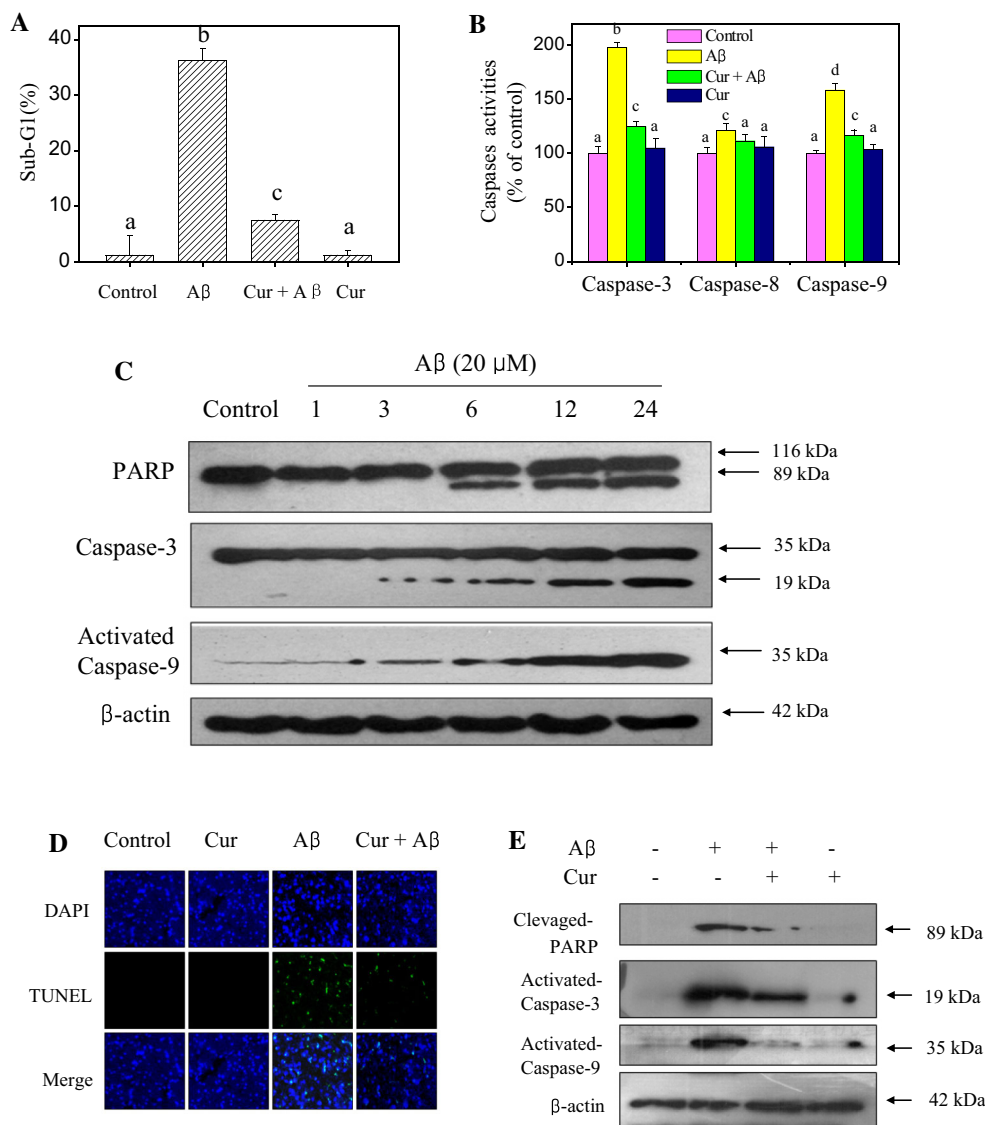 A
40
30
20
10
0
Sub-G1(%)
a
b
c
a
Control Aβ Cur + A β Cur
B
200
150
100
50
0
Caspases activities
(% of control)
Control
Aβ
Cur + Aβ
Cur
a b c a a c a a a d c a
Caspase-3 Caspase-8 Caspase-9
C
Aβ (20 μM)
Control 1 3 6 12 24
PARP
116 kDa
89 kDa
Caspase-3
35 kDa
19 kDa
Activated
Caspase-9
35 kDa
β-actin
42 kDa
D
Control Cur Aβ Cur + Aβ
DAPI
TUNEL
Merge
E
Aβ - + + -
Cur - - + +
Clevaged-
PARP
89 kDa
Activated-
Caspase-3
19 kDa
Activated-
Caspase-9
35 kDa
β-actin
42 kDa